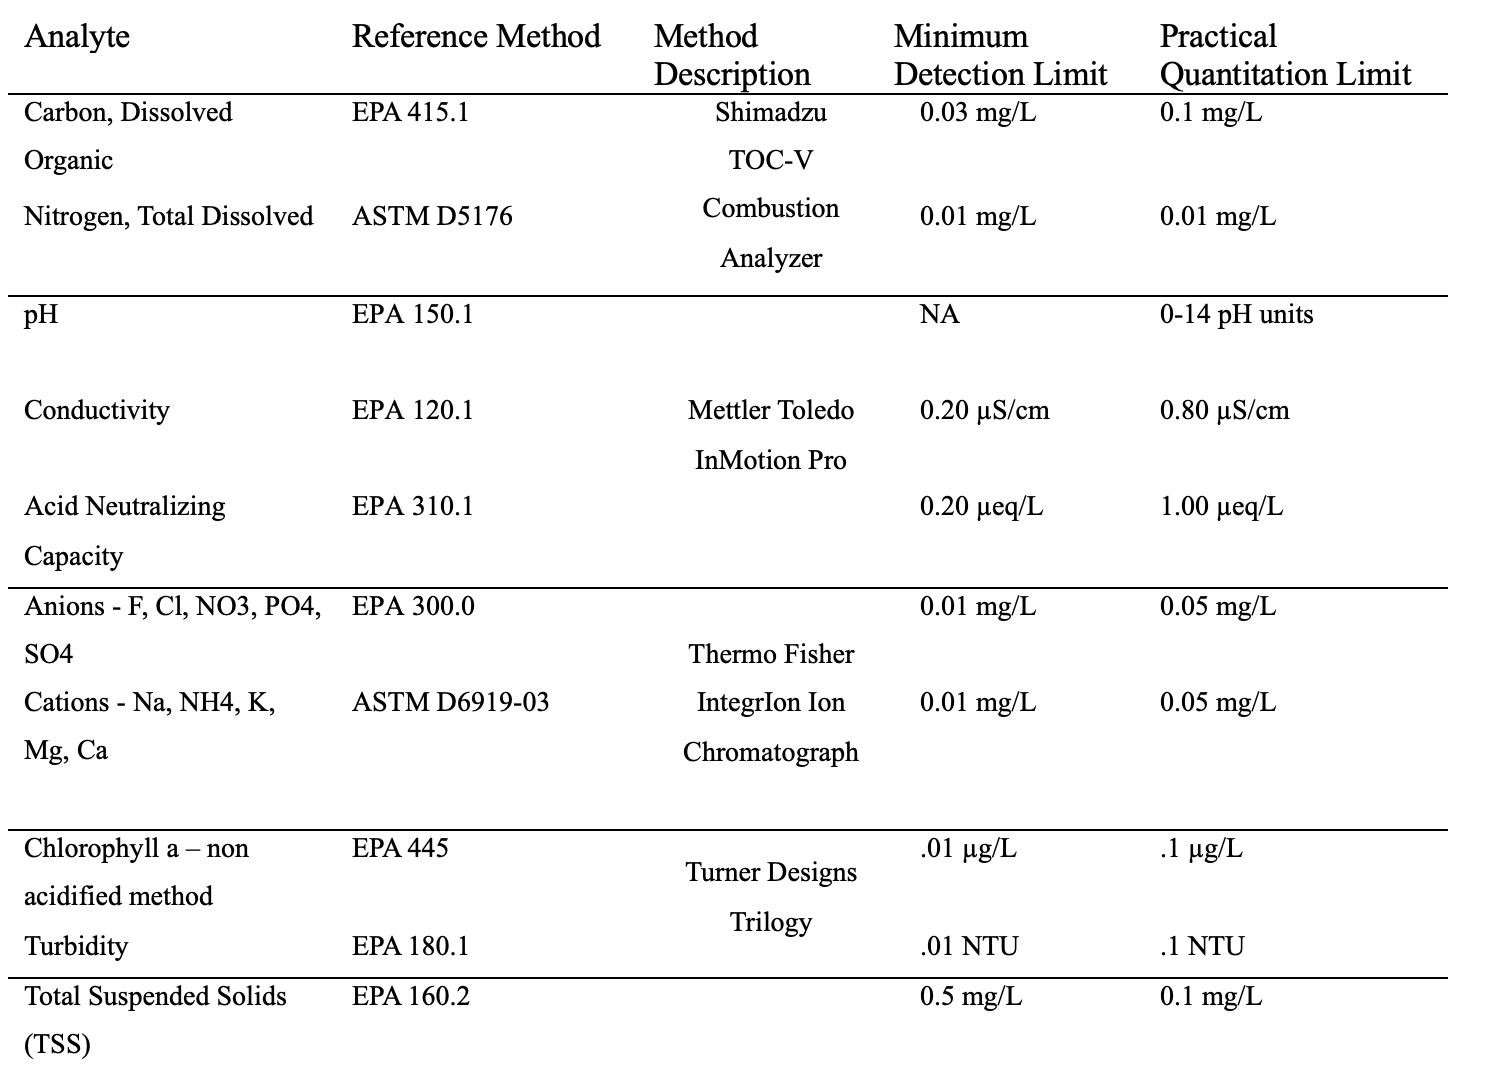 Analyte Reference Method Method Minimum Practical
Description Detection Limit Quantitation Limit
Carbon, Dissolved EPA 415.1 Shimadzu 0.03 mg/L 0.1 mg/L
Organic TOC-V
Nitrogen, Total Dissolved ASTM D5176 Combustion 0.01 mg/L 0.01 mg/L
Analyzer
pH EPA 150.1 NA 0-14 pH units
Conductivity EPA 120.1 Mettler Toledo 0.20 µS/cm 0.80 µS/cm
InMotion Pro
Acid Neutralizing EPA 310.1 0.20 µeq/L 1.00 µeq/L
Capacity
Anions - F, Cl, NO3, PO4, EPA 300.0 0.01 mg/L 0.05 mg/L
SO4 Thermo Fisher
Cations - Na, NH4, K, ASTM D6919-03 IntegrIon Ion 0.01 mg/L 0.05 mg/L
Mg, Ca Chromatograph
Chlorophyll a – non EPA 445 .01 µg/L .1 µg/L
Turner Designs
acidified method
Trilogy
Turbidity EPA 180.1 .01 NTU .1 NTU
Total Suspended Solids EPA 160.2 0.5 mg/L 0.1 mg/L
(TSS)